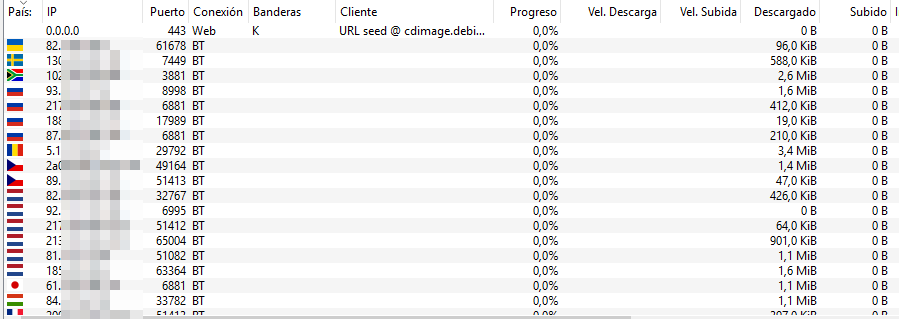 País: IP Puerto Conexión Banderas Cliente Progreso Vel. Descarga Vel. Subida Descargado Subido
0.0.0.0 443 Web K URL seed @ cdimage.debi... 0,0% 0 B 0 B
82. 61678 BT 0,0% 96,0 KiB 0 B
130 7449 BT 0,0% 588,0 KiB 0 B
102 3881 BT 0,0% 2,6 MiB 0 B
93. 8998 BT 0,0% 1,6 MiB 0 B
217 6881 BT 0,0% 412,0 KiB 0 B
188 17989 BT 0,0% 19,0 KiB 0 B
87. 6881 BT 0,0% 210,0 KiB 0 B
5.1 29792 BT 0,0% 3,4 MiB 0 B
2a0 49164 BT 0,0% 1,4 MiB 0 B
89. 51413 BT 0,0% 47,0 KiB 0 B
82. 32767 BT 0,0% 426,0 KiB 0 B
92. 6995 BT 0,0% 0 B 0 B
217 51412 BT 0,0% 64,0 KiB 0 B
213 65004 BT 0,0% 901,0 KiB 0 B
81. 51082 BT 0,0% 1,1 MiB 0 B
185 63364 BT 0,0% 1,6 MiB 0 B
61. 6881 BT 0,0% 1,1 MiB 0 B
84. 33782 BT 0,0% 1,1 MiB 0 B
BT 0,0% 0 B